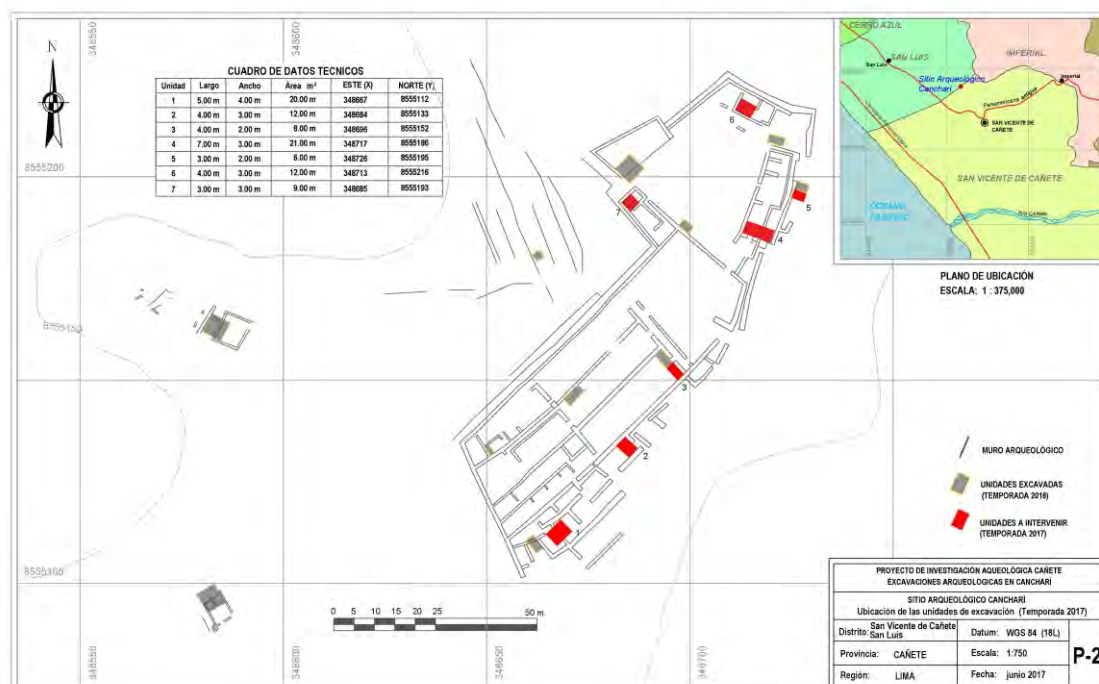 348550
348600
N
CUADRO DE DATOS TECNICOS
Unidad Largo Ancho Área m² ESTE (X) NORTE (Y)
1 5.00 m 4.00 m 20.00 m 348667 8555112
2 4.00 m 3.00 m 12.00 m 348684 8555133
3 4.00 m 2.00 m 8.00 m 348696 8555152
4 7.00 m 3.00 m 21.00 m 348717 8555186
5 3.00 m 2.00 m 6.00 m 348726 8555195
6 4.00 m 3.00 m 12.00 m 348713 8555216
7 3.00 m 3.00 m 9.00 m 348685 8555193
8555200
8555150
8555100
6
5
7
4
3
2
1
CERRO AZUL
SAN LUIS
San Luis
IMPERIAL
Imperial
Sitio Arqueológico
Canchari
Panamericana antigua
SAN VICENTE DE
CAÑETE
SAN VICENTE DE CAÑETE
OCEANO
PACIFICO
Rio Cañete
PLANO DE UBICACIÓN
ESCALA: 1 : 375,000
MURO ARQUEOLÓGICO
UNIDADES EXCAVADAS
(TEMPORADA 2016)
UNIDADES A INTERVENIR
(TEMPORADA 2017)
0 5 10 15 20 25 50 m.
348550
348600
348650
348700
PROYECTO DE INVESTIGACIÓN AQUEOLÓGICA CAÑETE
EXCAVACIONES ARQUEOLOGICAS EN CANCHARÍ
SITIO ARQUEOLÓGICO CANCHARÍ
Ubicación de las unidades de excavación (Temporada 2017)
Distrito: San Vicente de Cañete
San Luis
Datum: WGS 84 (18L)
Provincia: CAÑETE
Escala: 1:750
P-2
Región: LIMA
Fecha: junio 2017